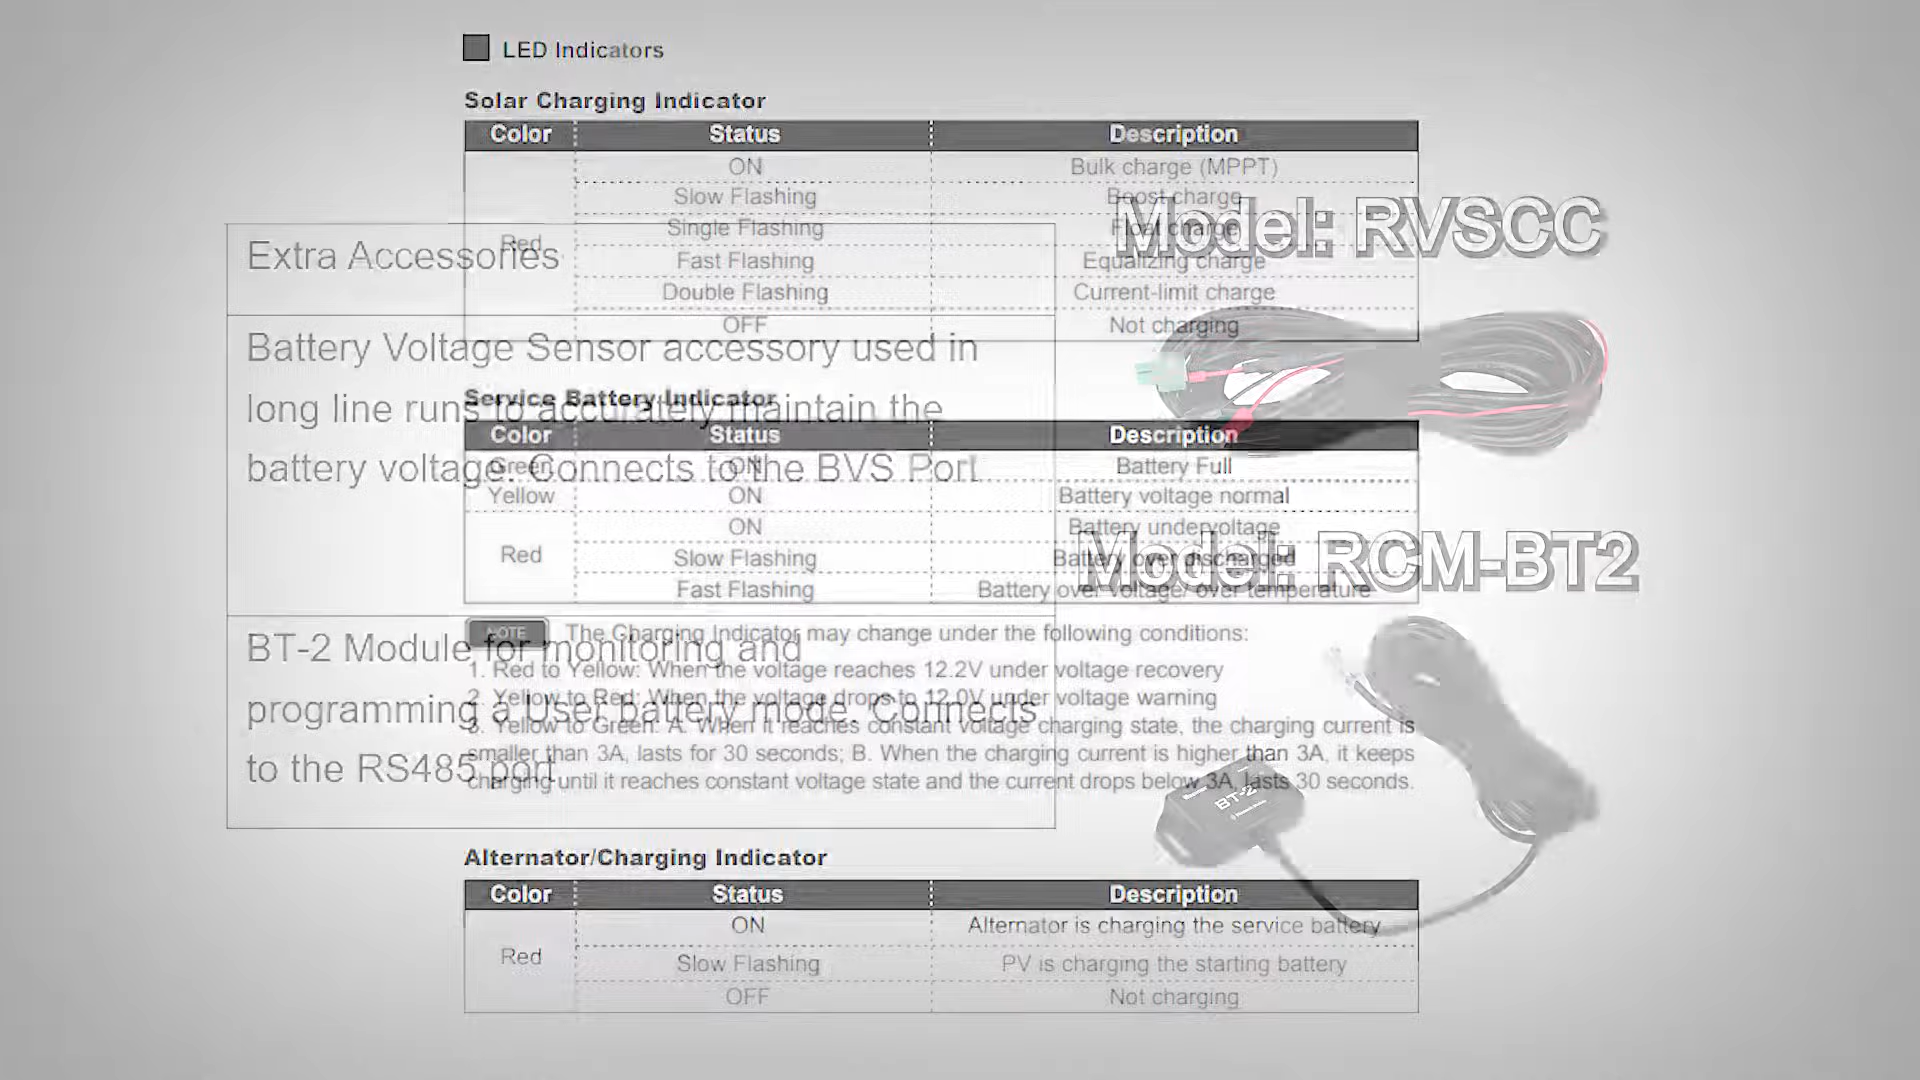 LED Indicators
Solar Charging Indicator
Color Status Description
Red
ON Bulk charge (MPPT)
Slow Flashing Boost charge
Single Flashing Float charge
Fast Flashing Equalizing charge
Double Flashing Current-limit charge
OFF Not charging
Service Battery Indicator
Color Status Description
Green ON Battery Full
Yellow ON Battery voltage normal
Red
ON Battery undervoltage
Slow Flashing Battery over discharged
Fast Flashing Battery over voltage/ over temperature
NOTE The Charging Indicator may change under the following conditions:
1. Red to Yellow: When the voltage reaches 12.2V under voltage recovery
2. Yellow to Red: When the voltage drops to 12.0V under voltage warning
3. Yellow to Green: A. When it reaches constant voltage charging state, the charging current is
smaller than 3A, lasts for 30 seconds; B. When the charging current is higher than 3A, it keeps
charging until it reaches constant voltage state and the current drops below 3A, lasts 30 seconds.
Alternator/Charging Indicator
Color Status Description
Red
ON Alternator is charging the service battery
Slow Flashing PV is charging the starting battery
OFF Not charging
Extra Accessories
Battery Voltage Sensor accessory used in
long line runs to accurately maintain the
battery voltage. Connects to the BVS Port
BT-2 Module for monitoring and
programming a User battery mode. Connects
to the RS485 port
Model: RVSCC
Model: RCM-BT2
BT-2